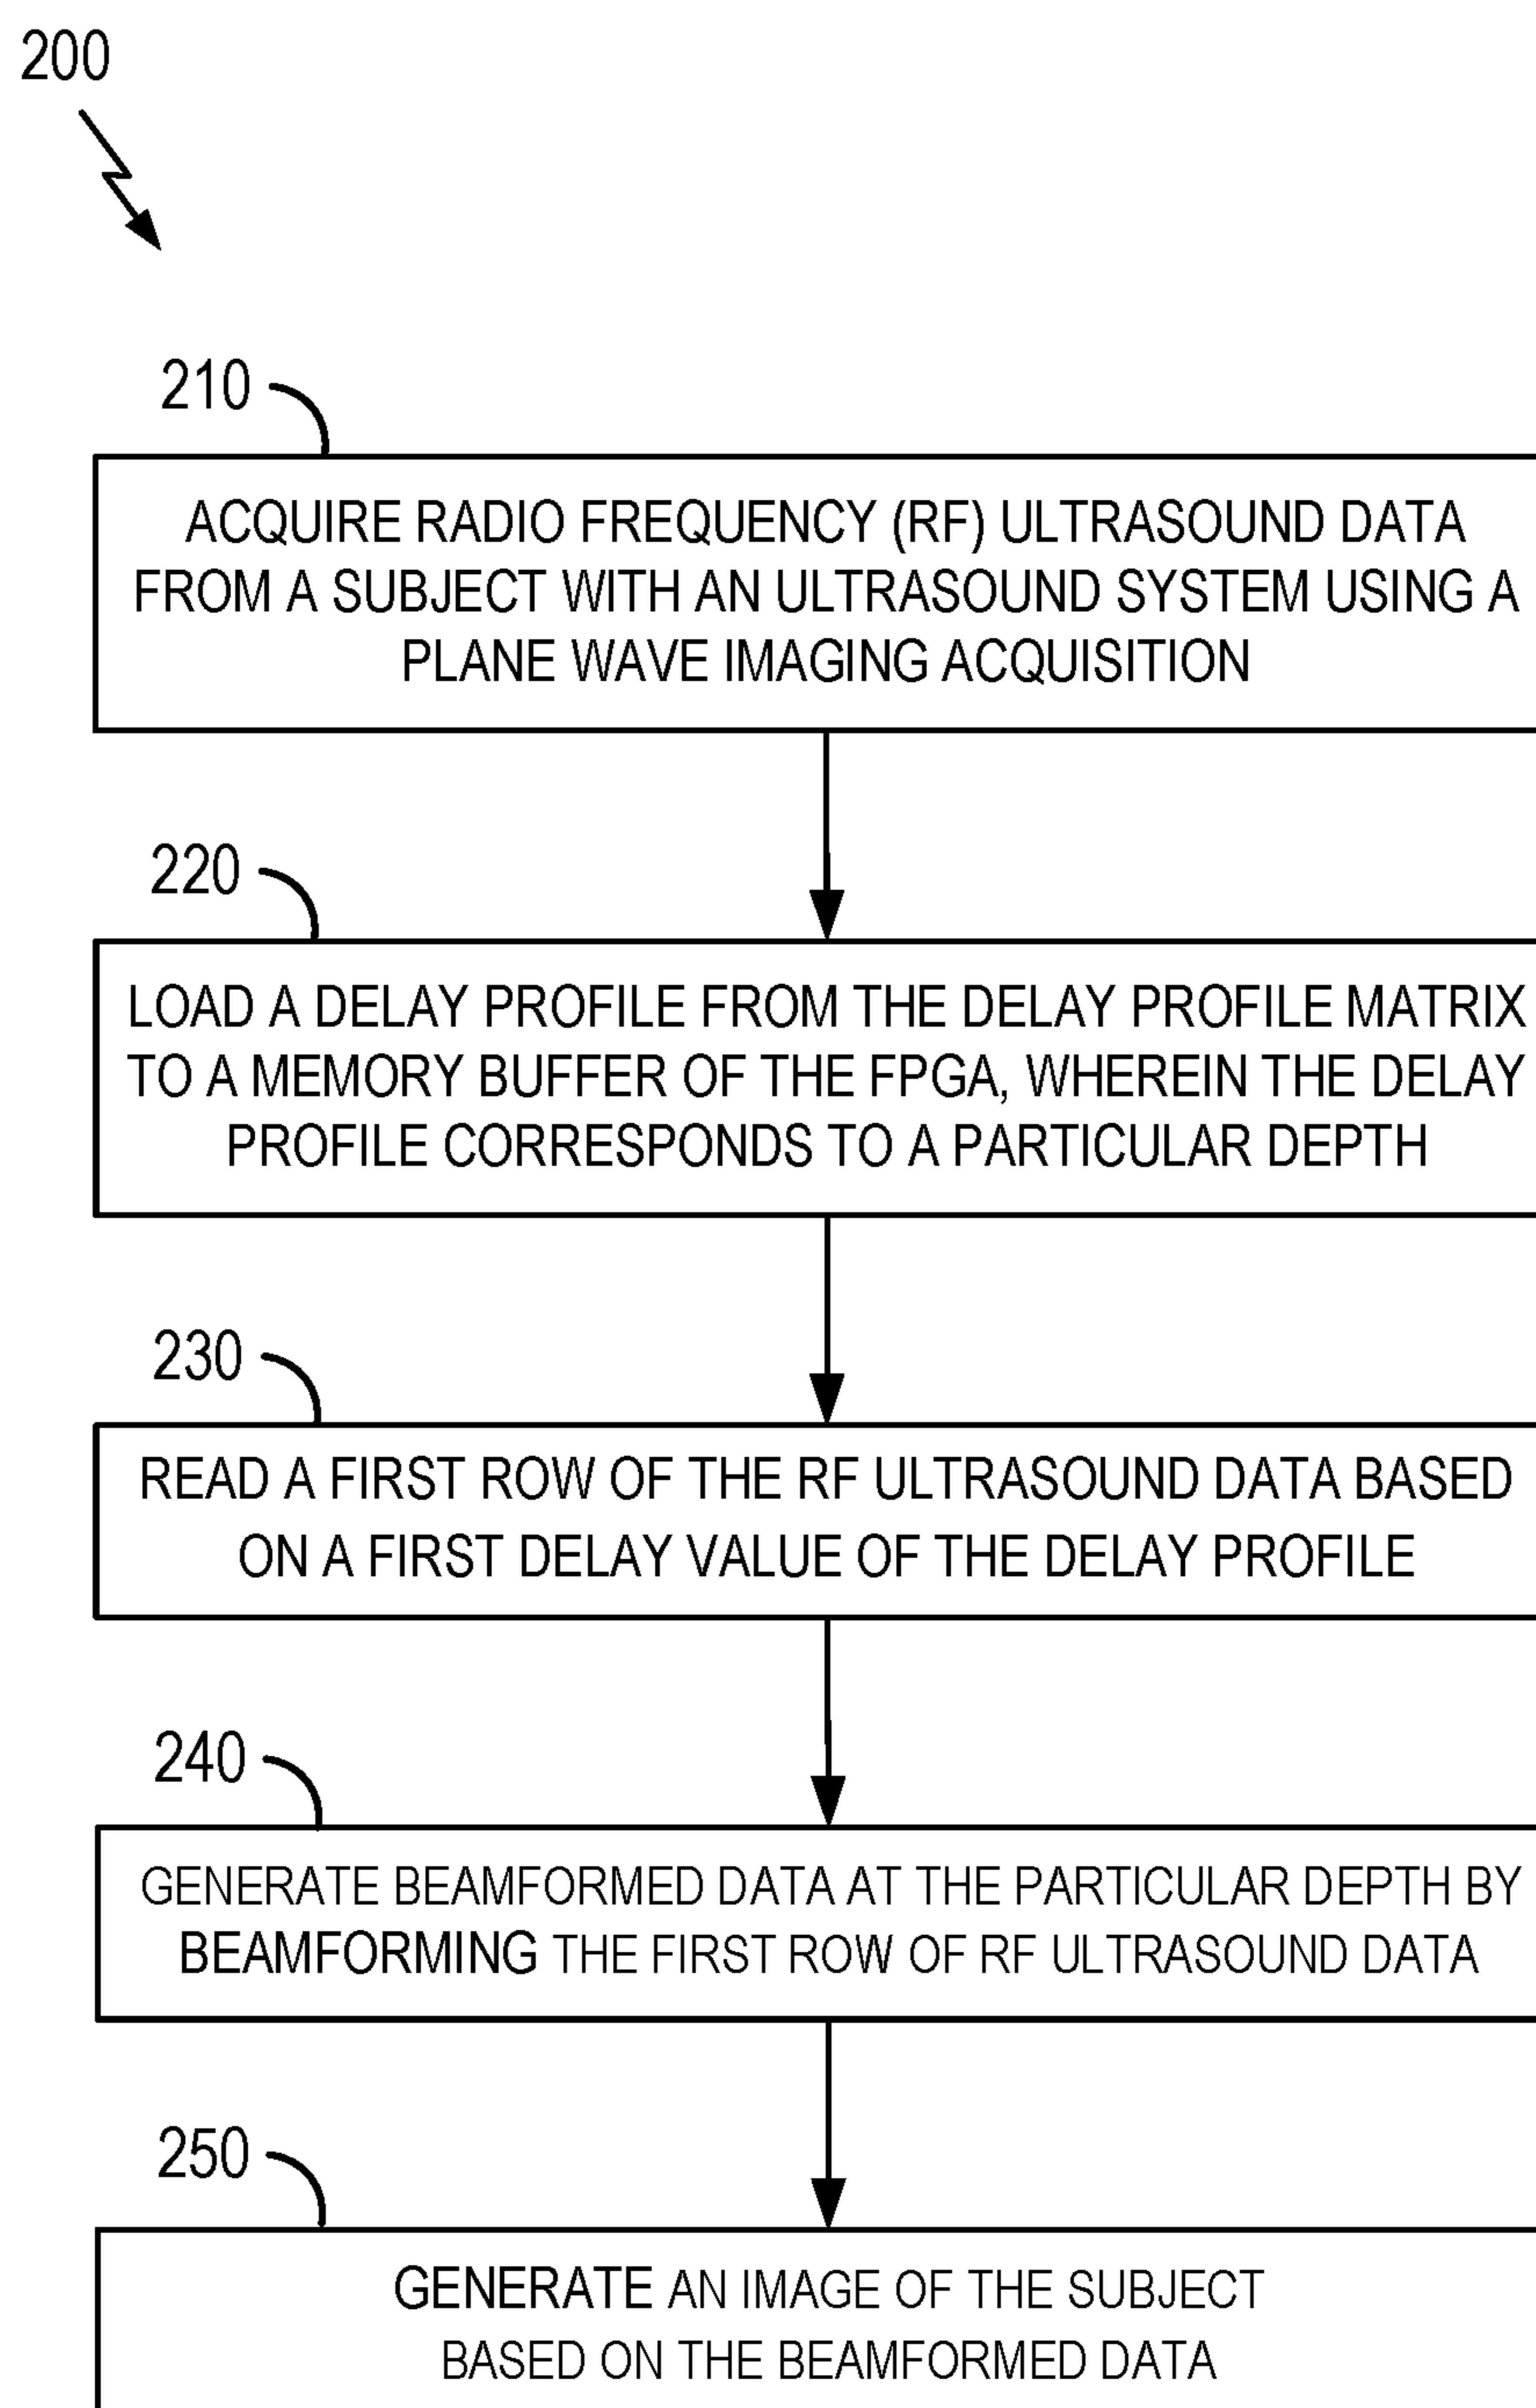 200
210
ACQUIRE RADIO FREQUENCY (RF) ULTRASOUND DATA
FROM A SUBJECT WITH AN ULTRASOUND SYSTEM USING A
PLANE WAVE IMAGING ACQUISITION
220
LOAD A DELAY PROFILE FROM THE DELAY PROFILE MATRIX
TO A MEMORY BUFFER OF THE FPGA, WHEREIN THE DELAY
PROFILE CORRESPONDS TO A PARTICULAR DEPTH
230
READ A FIRST ROW OF THE RF ULTRASOUND DATA BASED
ON A FIRST DELAY VALUE OF THE DELAY PROFILE
240
GENERATE BEAMFORMED DATA AT THE PARTICULAR DEPTH BY
BEAMFORMING THE FIRST ROW OF RF ULTRASOUND DATA
250
GENERATE AN IMAGE OF THE SUBJECT
BASED ON THE BEAMFORMED DATA